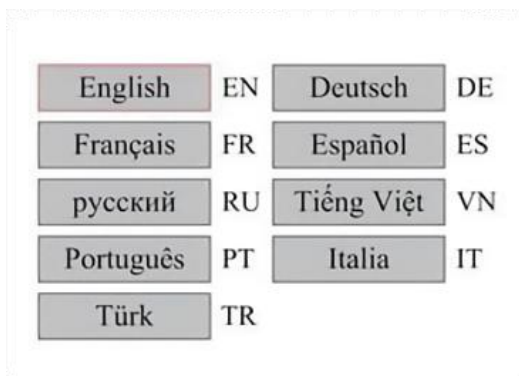 English EN Deutsch DE
Français FR Español ES
русский RU Tiếng Việt VN
Português PT Italia IT
Türk TR